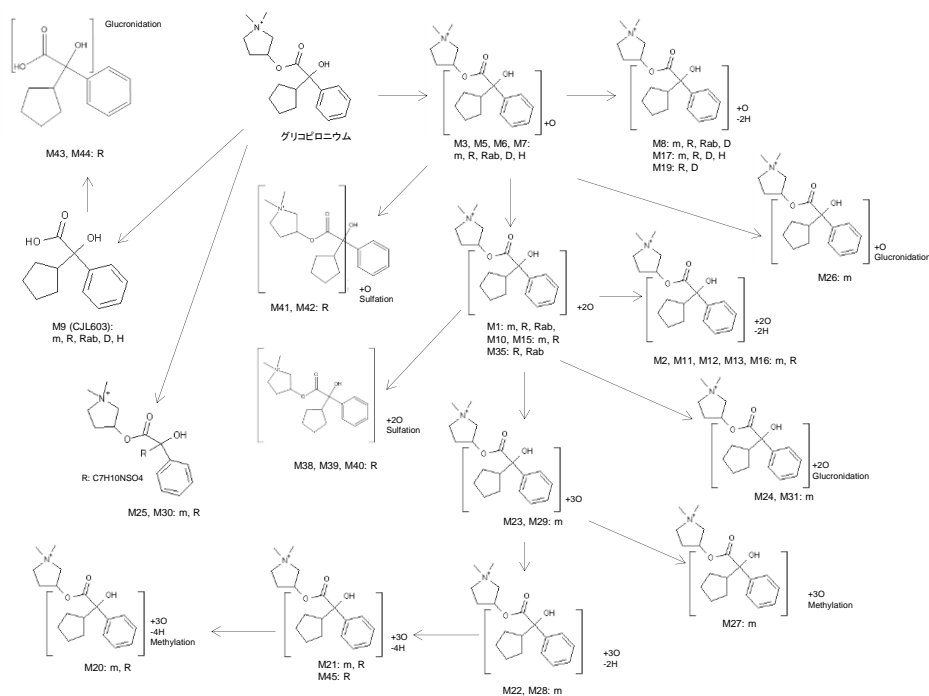 Glucronidation
M43, M44: R
グリコピロニウム
+O
M3, M5, M6, M7:
m, R, Rab, D, H
+O
-2H
M8: m, R, Rab, D
M17: m, R, D, H
M19: R, D
+O
Glucronidation
M26: m
M9 (CJL603):
m, R, Rab, D, H
+O
Sulfation
M41, M42: R
+2O
M1: m, R, Rab,
M10, M15: m, R
M35: R, Rab
+2O
-2H
M2, M11, M12, M13, M16: m, R
R: C7H10NSO4
M25, M30: m, R
+2O
Sulfation
M38, M39, M40: R
+3O
M23, M29: m
+2O
Glucronidation
M24, M31: m
+3O
Methylation
M27: m
+3O
-4H
Methylation
M20: m, R
+3O
-4H
M21: m, R
M45: R
+3O
-2H
M22, M28: m